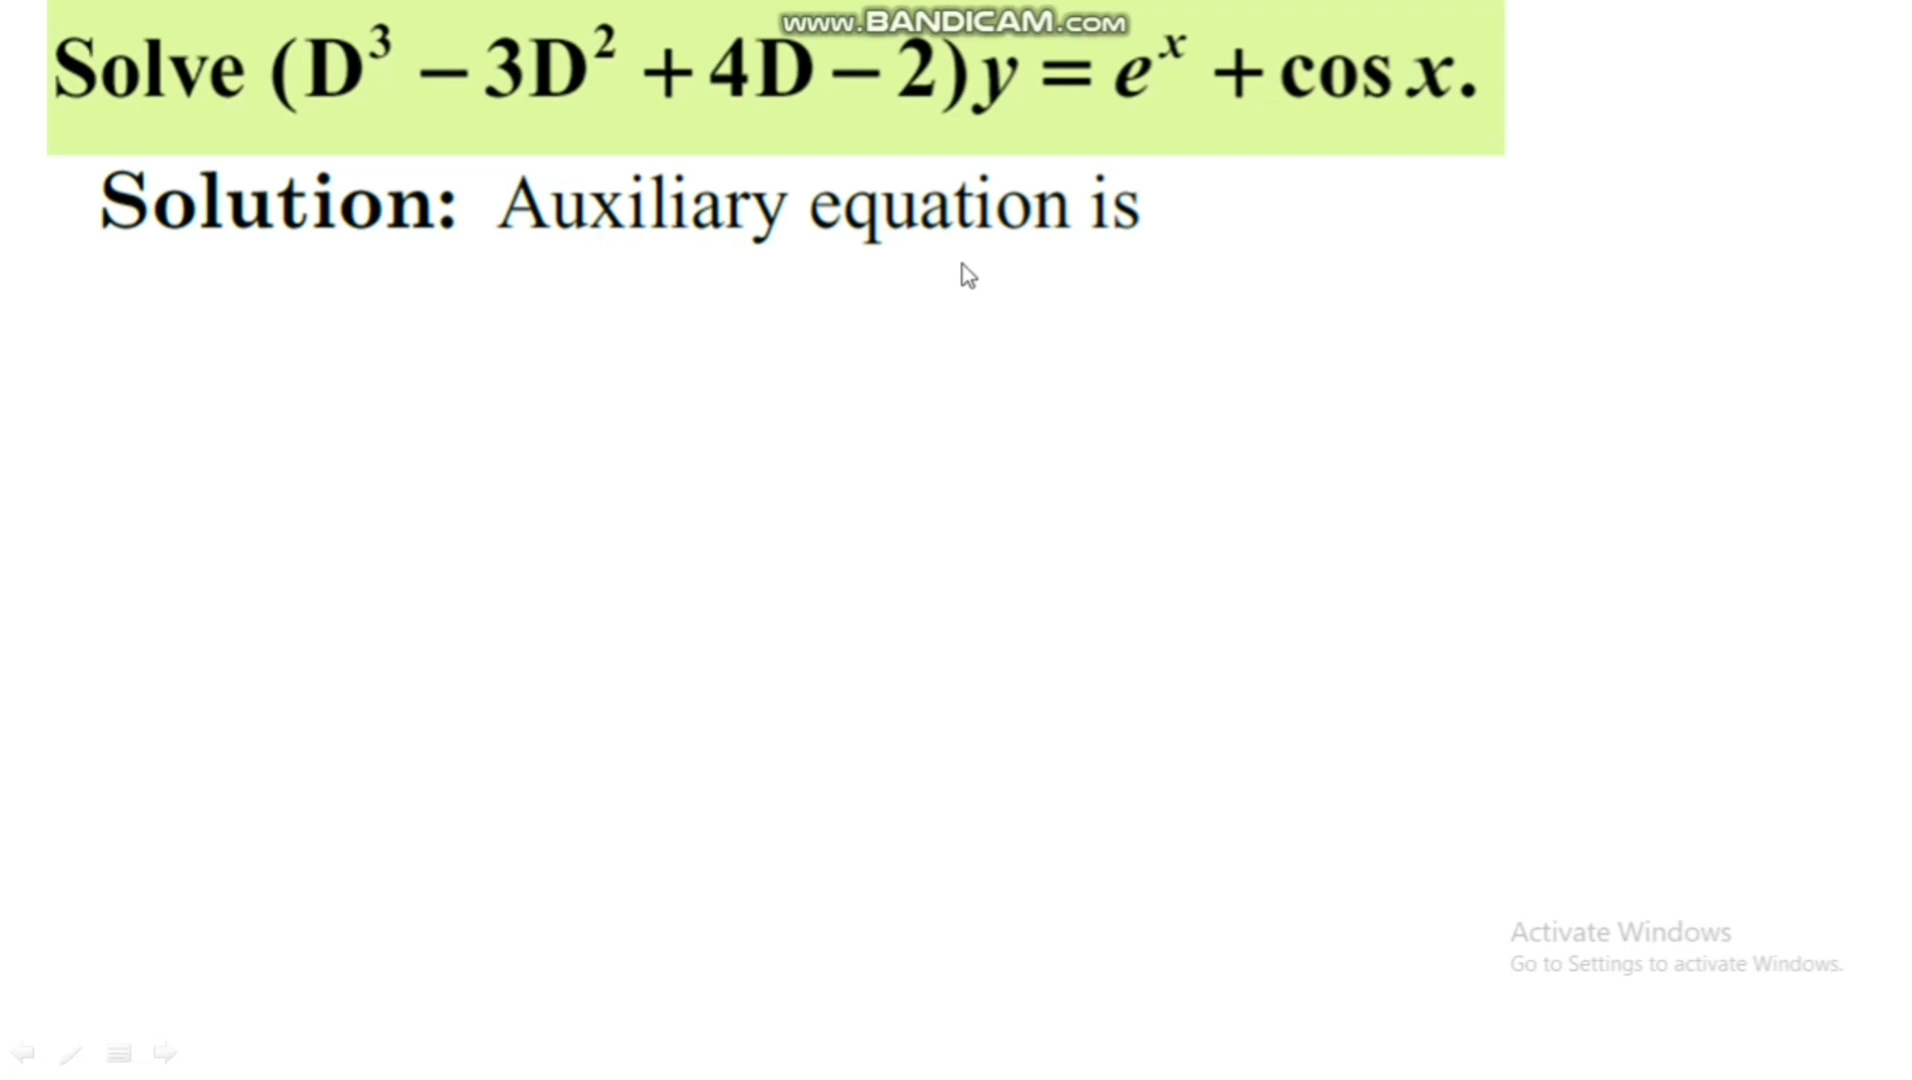 www.BANDICAM.com
Solve (D³ − 3D² + 4D − 2)y = eˣ + cos x.
Solution: Auxiliary equation is
Activate Windows
Go to Settings to activate Windows.